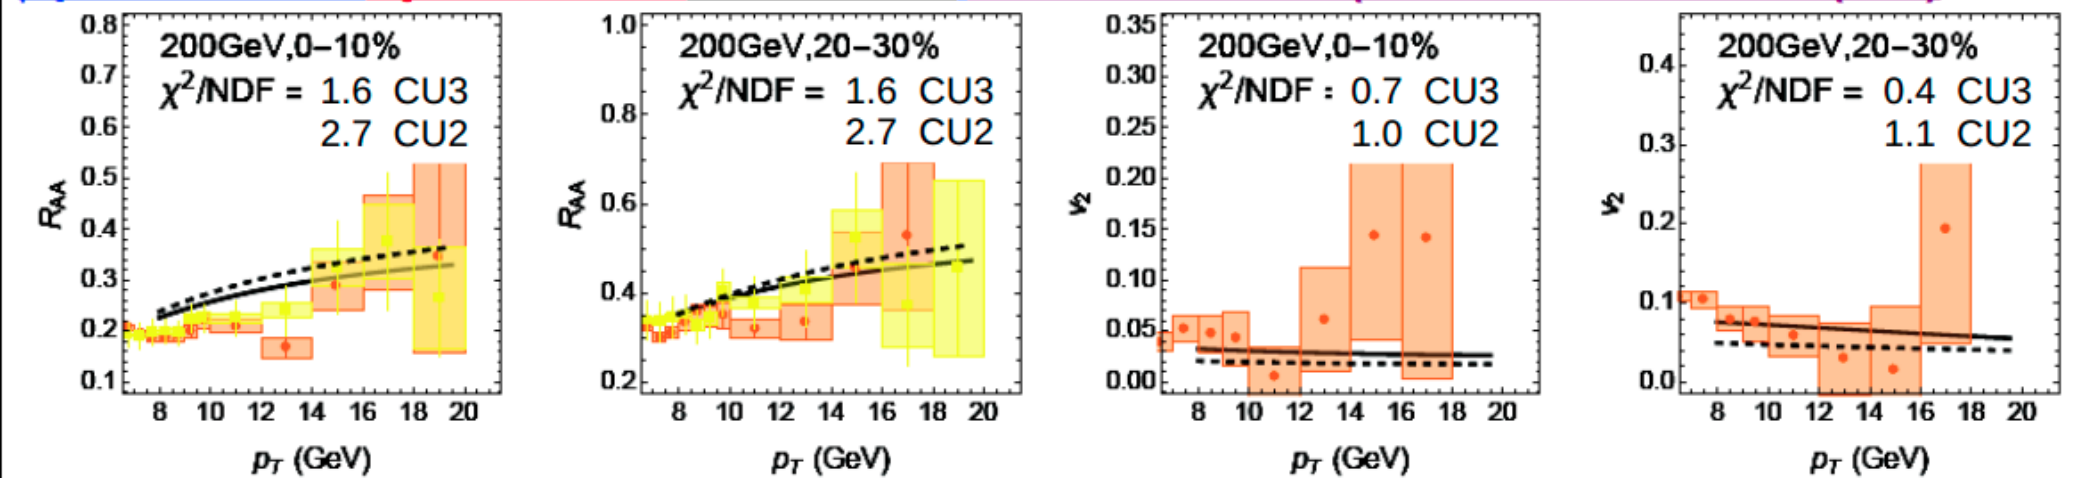 200GeV,0−10%
χ²/NDF = 1.6 CU3
2.7 CU2
0.8
0.7
0.6
0.5
0.4
0.3
0.2
0.1
R_AA
8 10 12 14 16 18 20
p_T (GeV)
200GeV,20−30%
χ²/NDF = 1.6 CU3
2.7 CU2
1.0
0.8
0.6
0.4
0.2
R_AA
8 10 12 14 16 18 20
p_T (GeV)
200GeV,0−10%
χ²/NDF : 0.7 CU3
1.0 CU2
0.35
0.30
0.25
0.20
0.15
0.10
0.05
0.00
v_2
8 10 12 14 16 18 20
p_T (GeV)
200GeV,20−30%
χ²/NDF = 0.4 CU3
1.1 CU2
0.4
0.3
0.2
0.1
0.0
v_2
8 10 12 14 16 18 20
p_T (GeV)